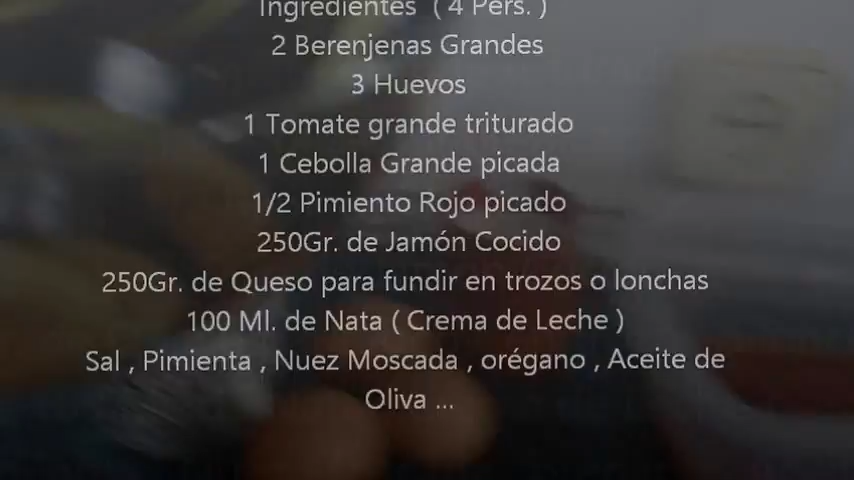 Ingredientes ( 4 Pers. )
2 Berenjenas Grandes
3 Huevos
1 Tomate grande triturado
1 Cebolla Grande picada
1/2 Pimiento Rojo picado
250Gr. de Jamón Cocido
250Gr. de Queso para fundir en trozos o lonchas
100 Ml. de Nata ( Crema de Leche )
Sal , Pimienta , Nuez Moscada , orégano , Aceite de
Oliva ...